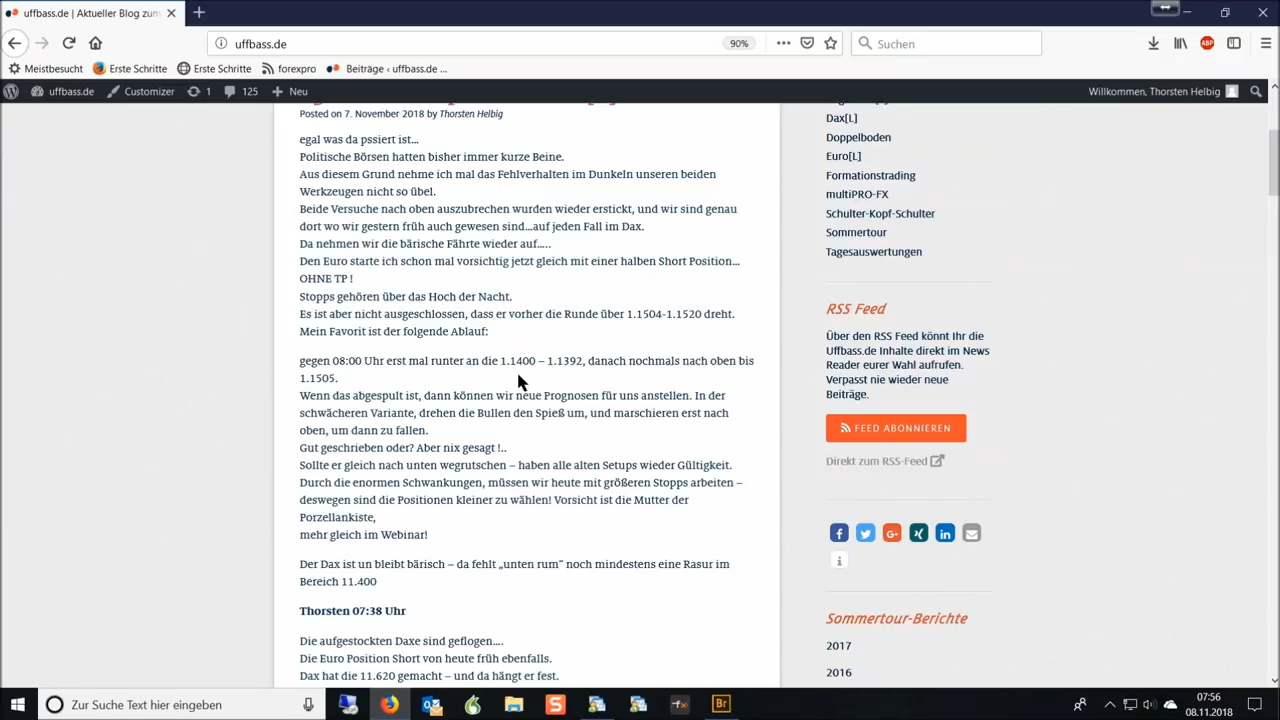 uffbass.de | Aktueller Blog zum
uffbass.de
90%
Suchen
Meistbesucht
Erste Schritte
Erste Schritte
forexpro
Beiträge ‹ uffbass.de ...
uffbass.de
Customizer
1
125
Neu
Willkommen, Thorsten Helbig
Posted on 7. November 2018 by Thorsten Helbig
egal was da pssiert ist…
Politische Börsen hatten bisher immer kurze Beine.
Aus diesem Grund nehme ich mal das Fehlverhalten im Dunkeln unseren beiden
Werkzeugen nicht so übel.
Beide Versuche nach oben auszubrechen wurden wieder erstickt, und wir sind genau
dort wo wir gestern früh auch gewesen sind…auf jeden Fall im Dax.
Da nehmen wir die bärische Fährte wieder auf…..
Den Euro starte ich schon mal vorsichtig jetzt gleich mit einer halben Short Position…
OHNE TP !
Stopps gehören über das Hoch der Nacht.
Es ist aber nicht ausgeschlossen, dass er vorher die Runde über 1.1504-1.1520 dreht.
Mein Favorit ist der folgende Ablauf:
gegen 08:00 Uhr erst mal runter an die 1.1400 – 1.1392, danach nochmals nach oben bis
1.1505.
Wenn das abgespult ist, dann können wir neue Prognosen für uns anstellen. In der
schwächeren Variante, drehen die Bullen den Spieß um, und marschieren erst nach
oben, um dann zu fallen.
Gut geschrieben oder? Aber nix gesagt !..
Sollte er gleich nach unten wegrutschen – haben alle alten Setups wieder Gültigkeit.
Durch die enormen Schwankungen, müssen wir heute mit größeren Stopps arbeiten –
deswegen sind die Positionen kleiner zu wählen! Vorsicht ist die Mutter der
Porzellankiste,
mehr gleich im Webinar!
Der Dax ist un bleibt bärisch – da fehlt „unten rum“ noch mindestens eine Rasur im
Bereich 11.400
Thorsten 07:38 Uhr
Die aufgestockten Daxe sind geflogen….
Die Euro Position Short von heute früh ebenfalls.
Dax hat die 11.620 gemacht – und da hängt er fest.
Dax[L]
Doppelboden
Euro[L]
Formationstrading
multiPRO-FX
Schulter-Kopf-Schulter
Sommertour
Tagesauswertungen
RSS Feed
Über den RSS Feed könnt Ihr die
Uffbass.de Inhalte direkt im News
Reader eurer Wahl aufrufen.
Verpasst nie wieder neue
Beiträge.
FEED ABONNIEREN
Direkt zum RSS-Feed
Sommertour-Berichte
2017
2016
Zur Suche Text hier eingeben
07:56
08.11.2018